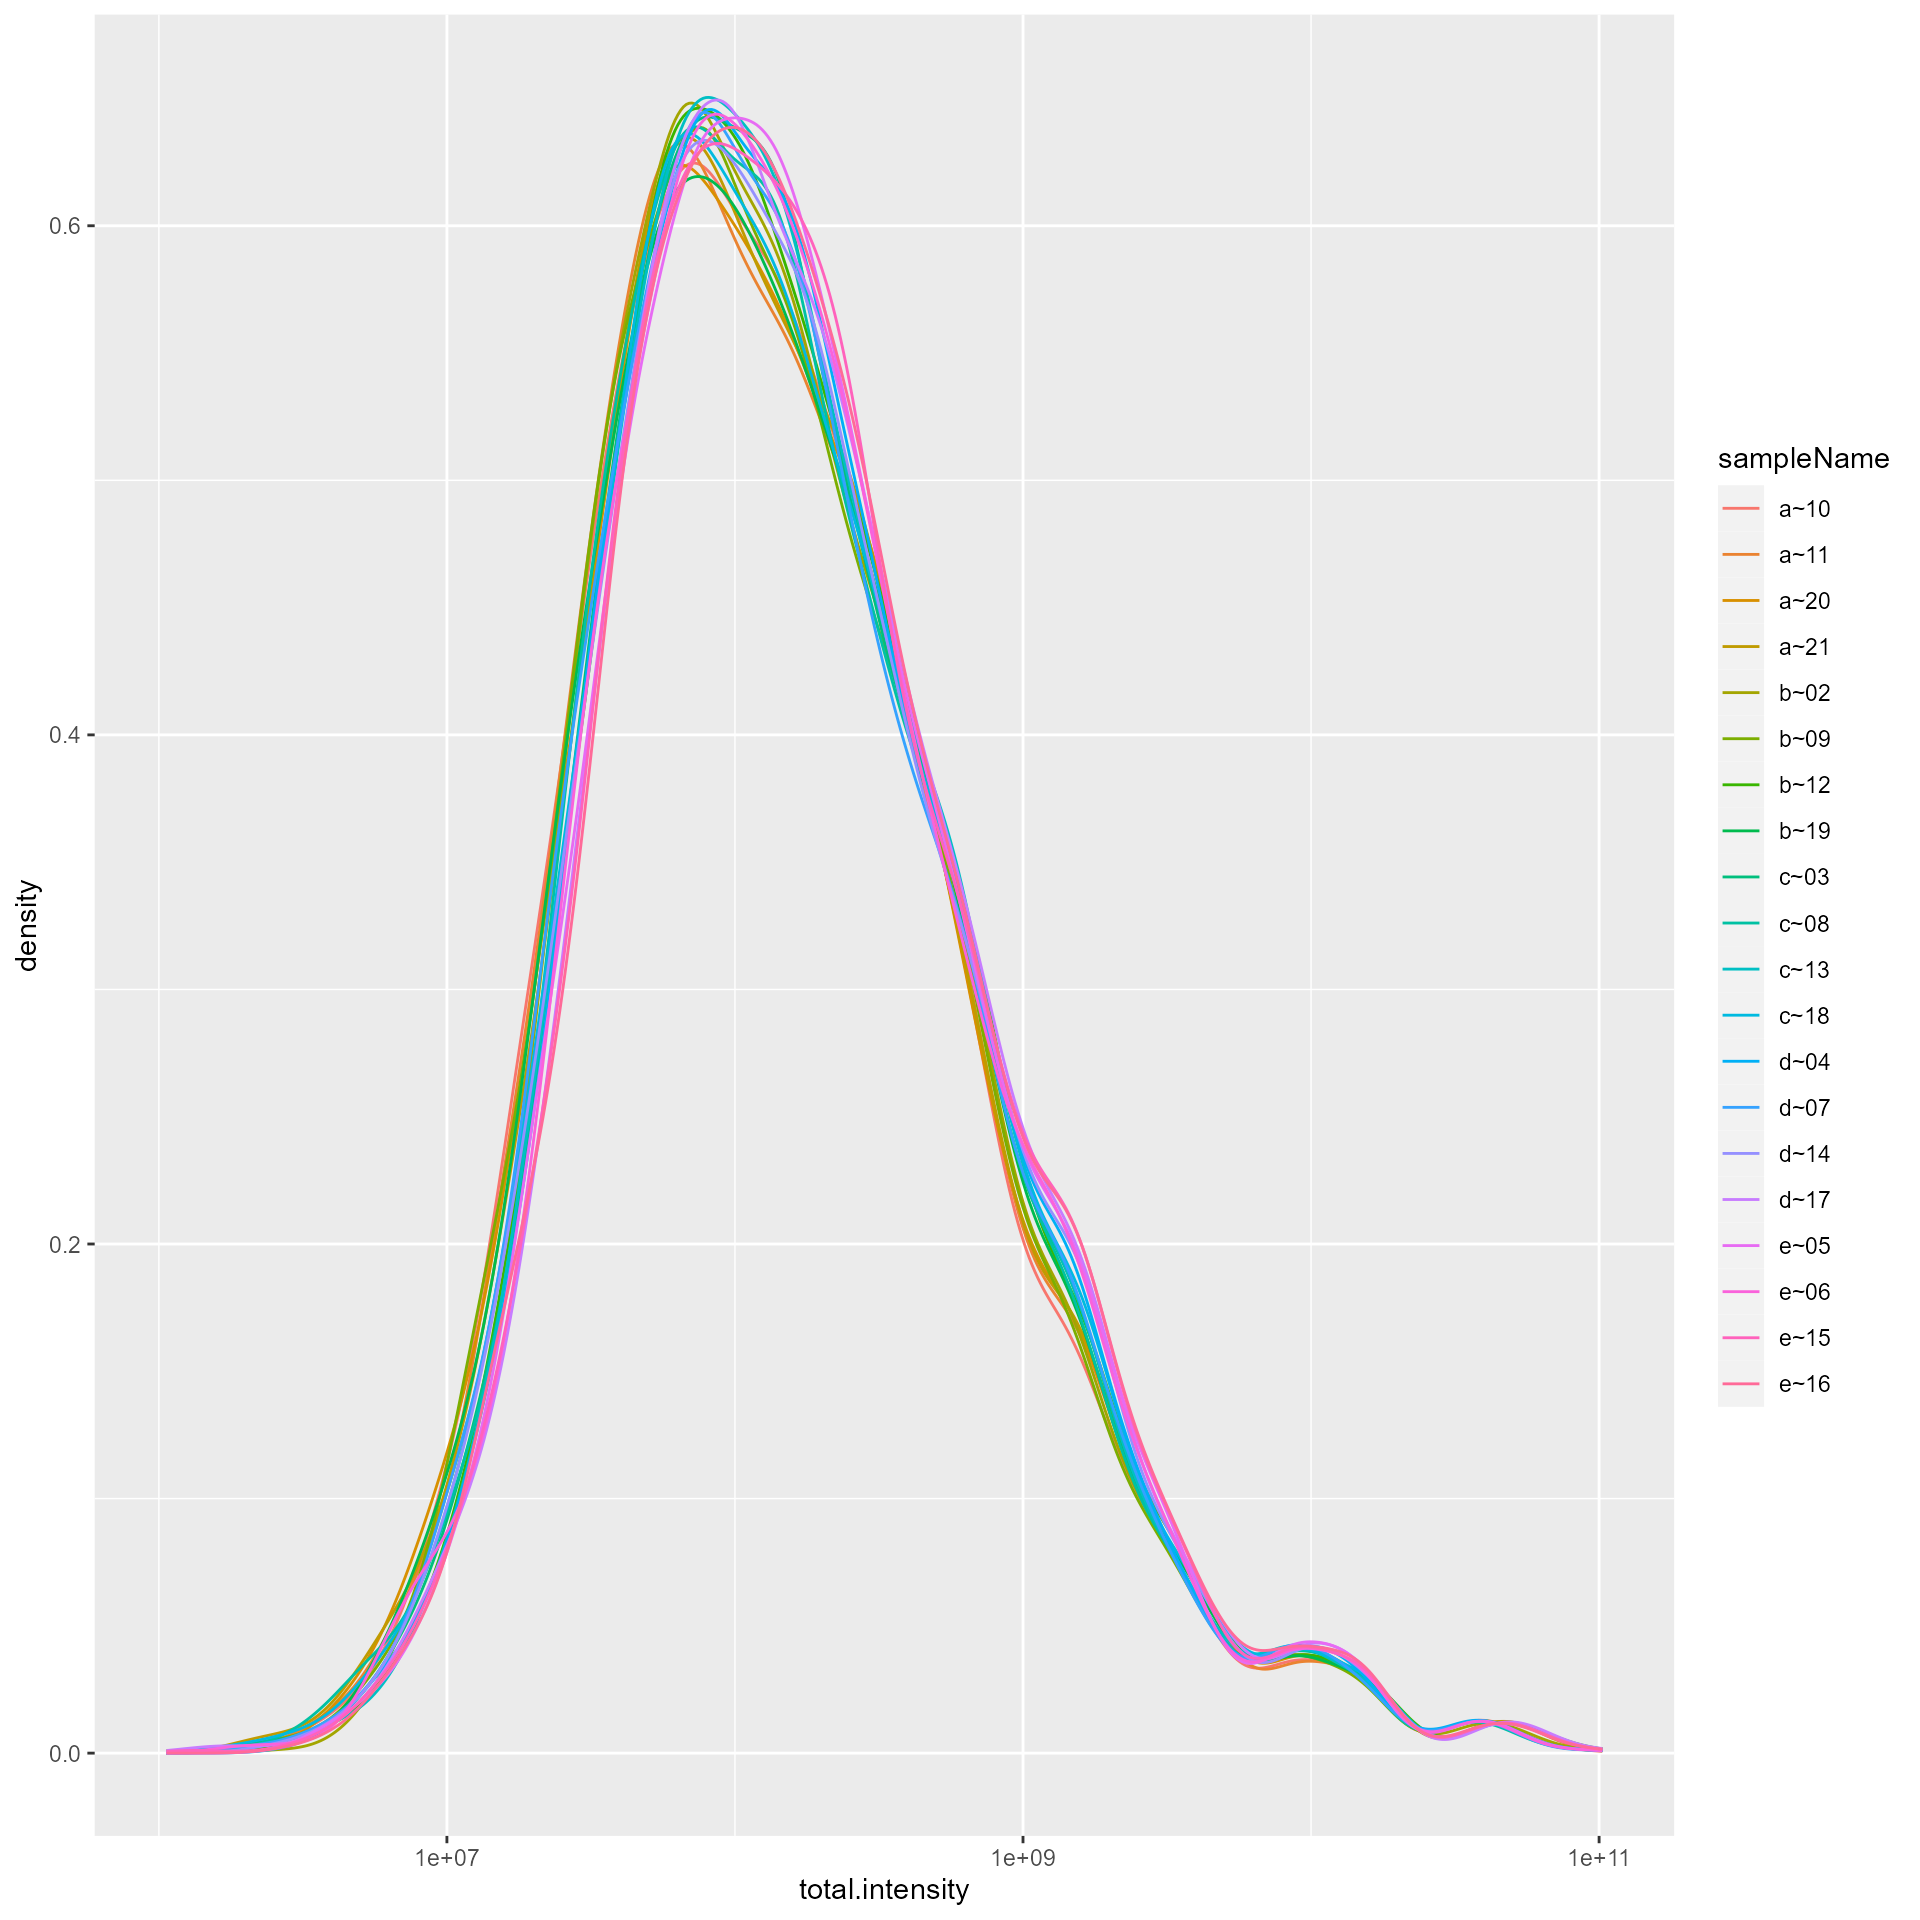 density
0.6
0.4
0.2
0.0
1e+07
1e+09
1e+11
total.intensity
sampleName
a~10
a~11
a~20
a~21
b~02
b~09
b~12
b~19
c~03
c~08
c~13
c~18
d~04
d~07
d~14
d~17
e~05
e~06
e~15
e~16